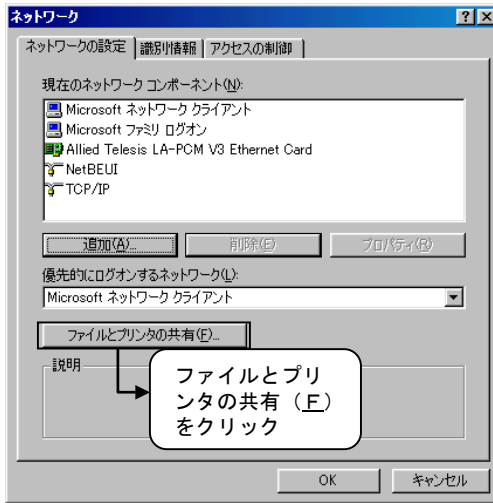 ネットワーク
ネットワークの設定 識別情報 アクセスの制御
現在のネットワーク コンポーネント(N):
Microsoft ネットワーク クライアント
Microsoft ファミリ ログオン
Allied Telesis LA-PCM V3 Ethernet Card
NetBEUI
TCP/IP
追加(A)... 削除(E) プロパティ(R)
優先的にログオンするネットワーク(L):
Microsoft ネットワーク クライアント
ファイルとプリンタの共有(F)...
説明
ファイルとプリ
ンタの共有（F）
をクリック
OK キャンセル